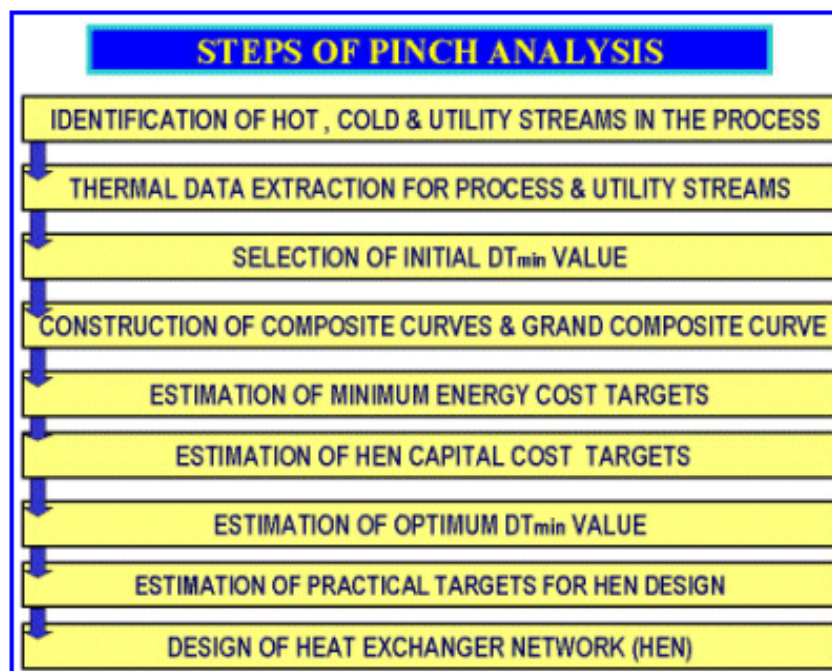 STEPS OF PINCH ANALYSIS
IDENTIFICATION OF HOT , COLD & UTILITY STREAMS IN THE PROCESS
THERMAL DATA EXTRACTION FOR PROCESS & UTILITY STREAMS
SELECTION OF INITIAL DTmin VALUE
CONSTRUCTION OF COMPOSITE CURVES & GRAND COMPOSITE CURVE
ESTIMATION OF MINIMUM ENERGY COST TARGETS
ESTIMATION OF HEN CAPITAL COST TARGETS
ESTIMATION OF OPTIMUM DTmin VALUE
ESTIMATION OF PRACTICAL TARGETS FOR HEN DESIGN
DESIGN OF HEAT EXCHANGER NETWORK (HEN)